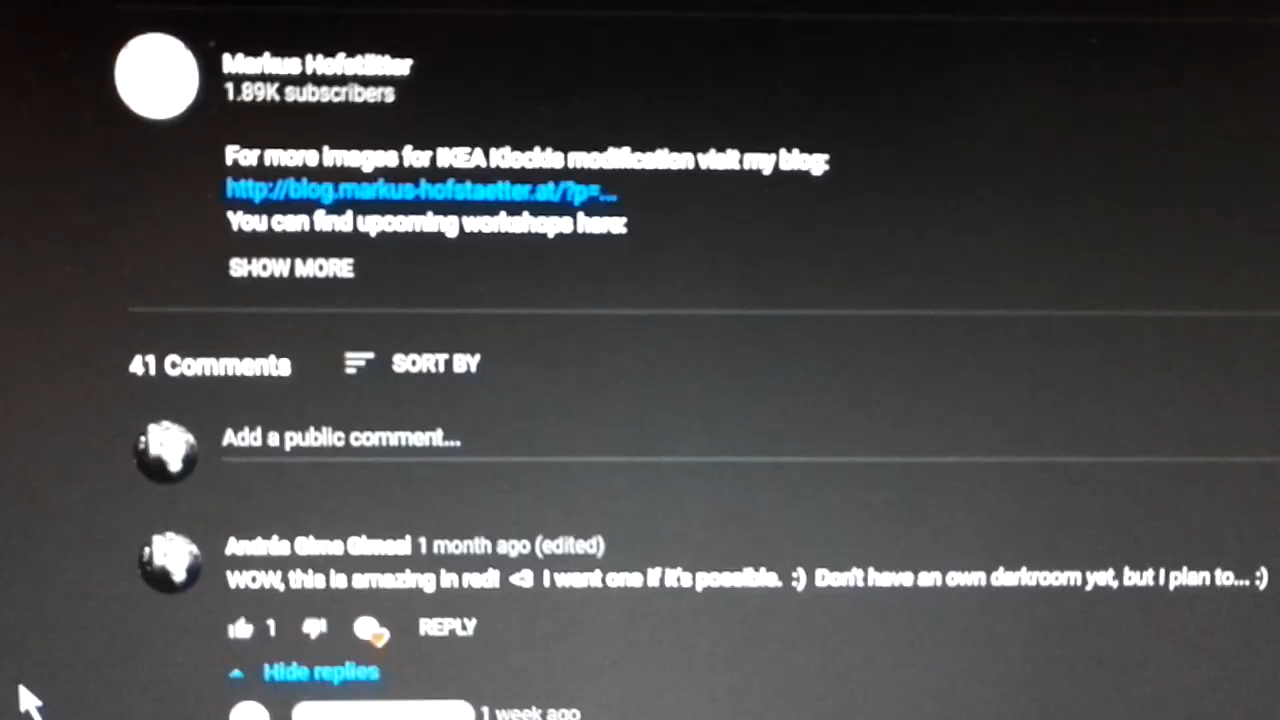 Markus Hofstätter
1.89K subscribers
For more images for IKEA Klockis modification visit my blog:
http://blog.markus-hofstaetter.at/?p=...
You can find upcoming workshops here:
SHOW MORE
41 Comments
SORT BY
Add a public comment...
András Gime Gimesi 1 month ago (edited)
WOW, this is amazing in red! <3 I want one if it's possible. :) Don't have an own darkroom yet, but I plan to... :)
1
REPLY
Hide replies
1 week ago